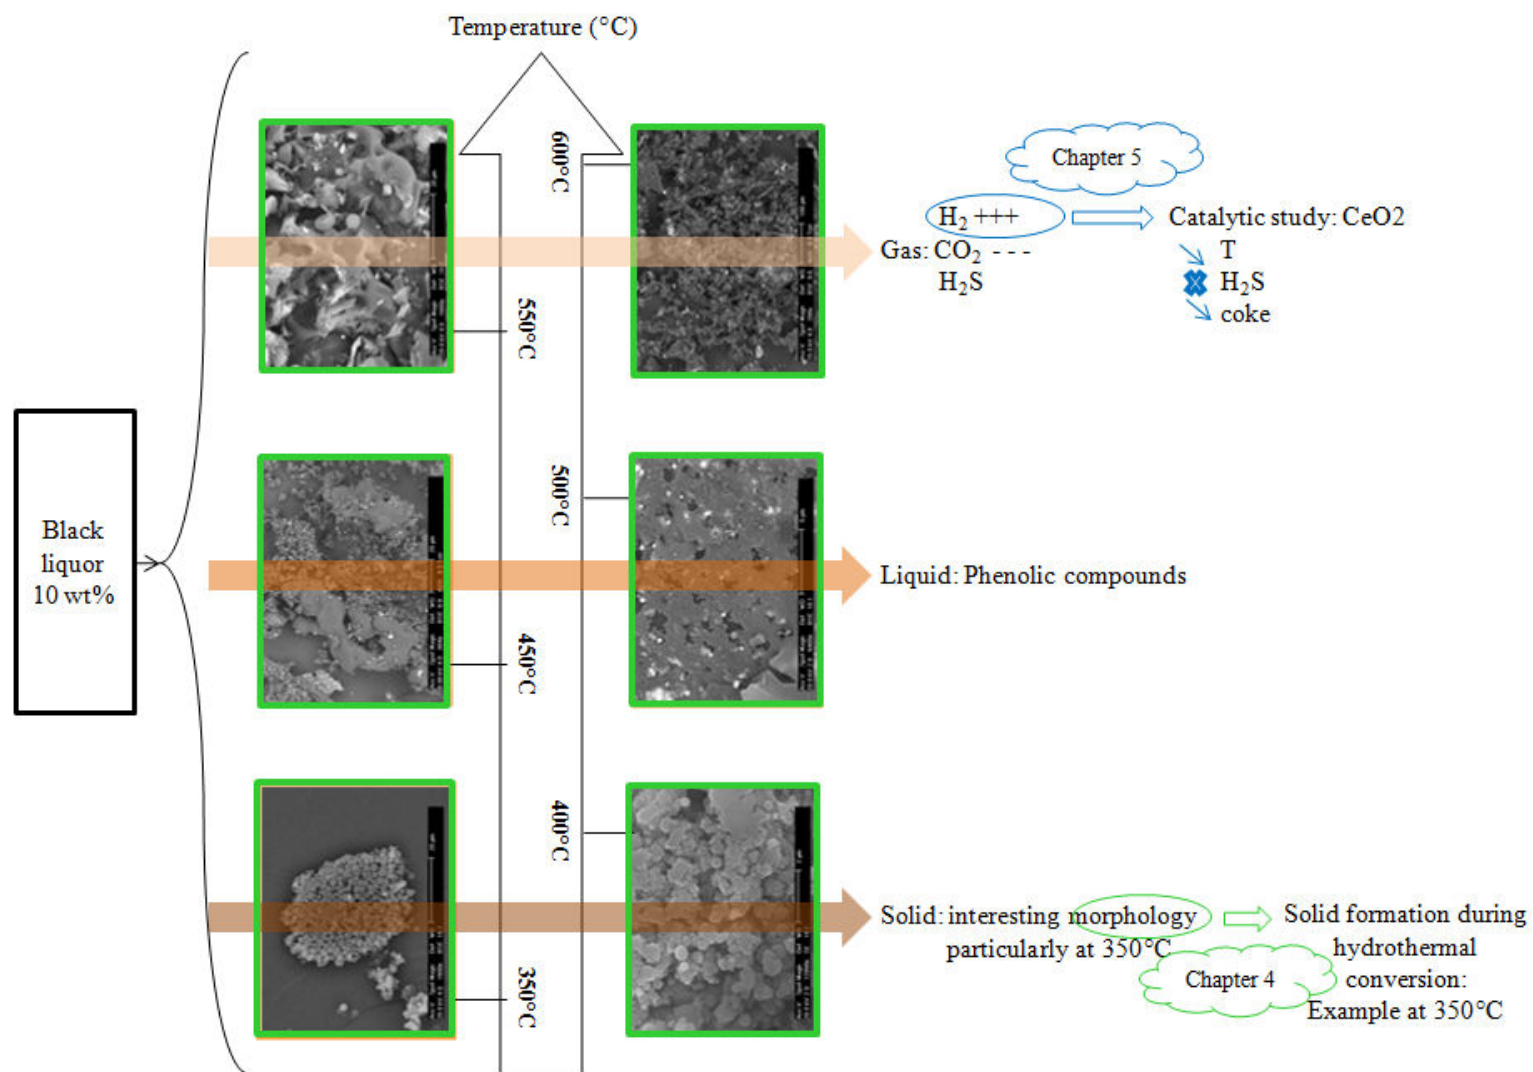 Temperature (°C)
600°C
550°C
500°C
450°C
400°C
350°C
Black
liquor
10 wt%
Chapter 5
H₂ +++
Gas: CO₂ - - -
H₂S
Catalytic study: CeO2
T
H₂S
coke
Liquid: Phenolic compounds
Solid: interesting morphology
particularly at 350°C
Chapter 4
Solid formation during
hydrothermal
conversion:
Example at 350°C